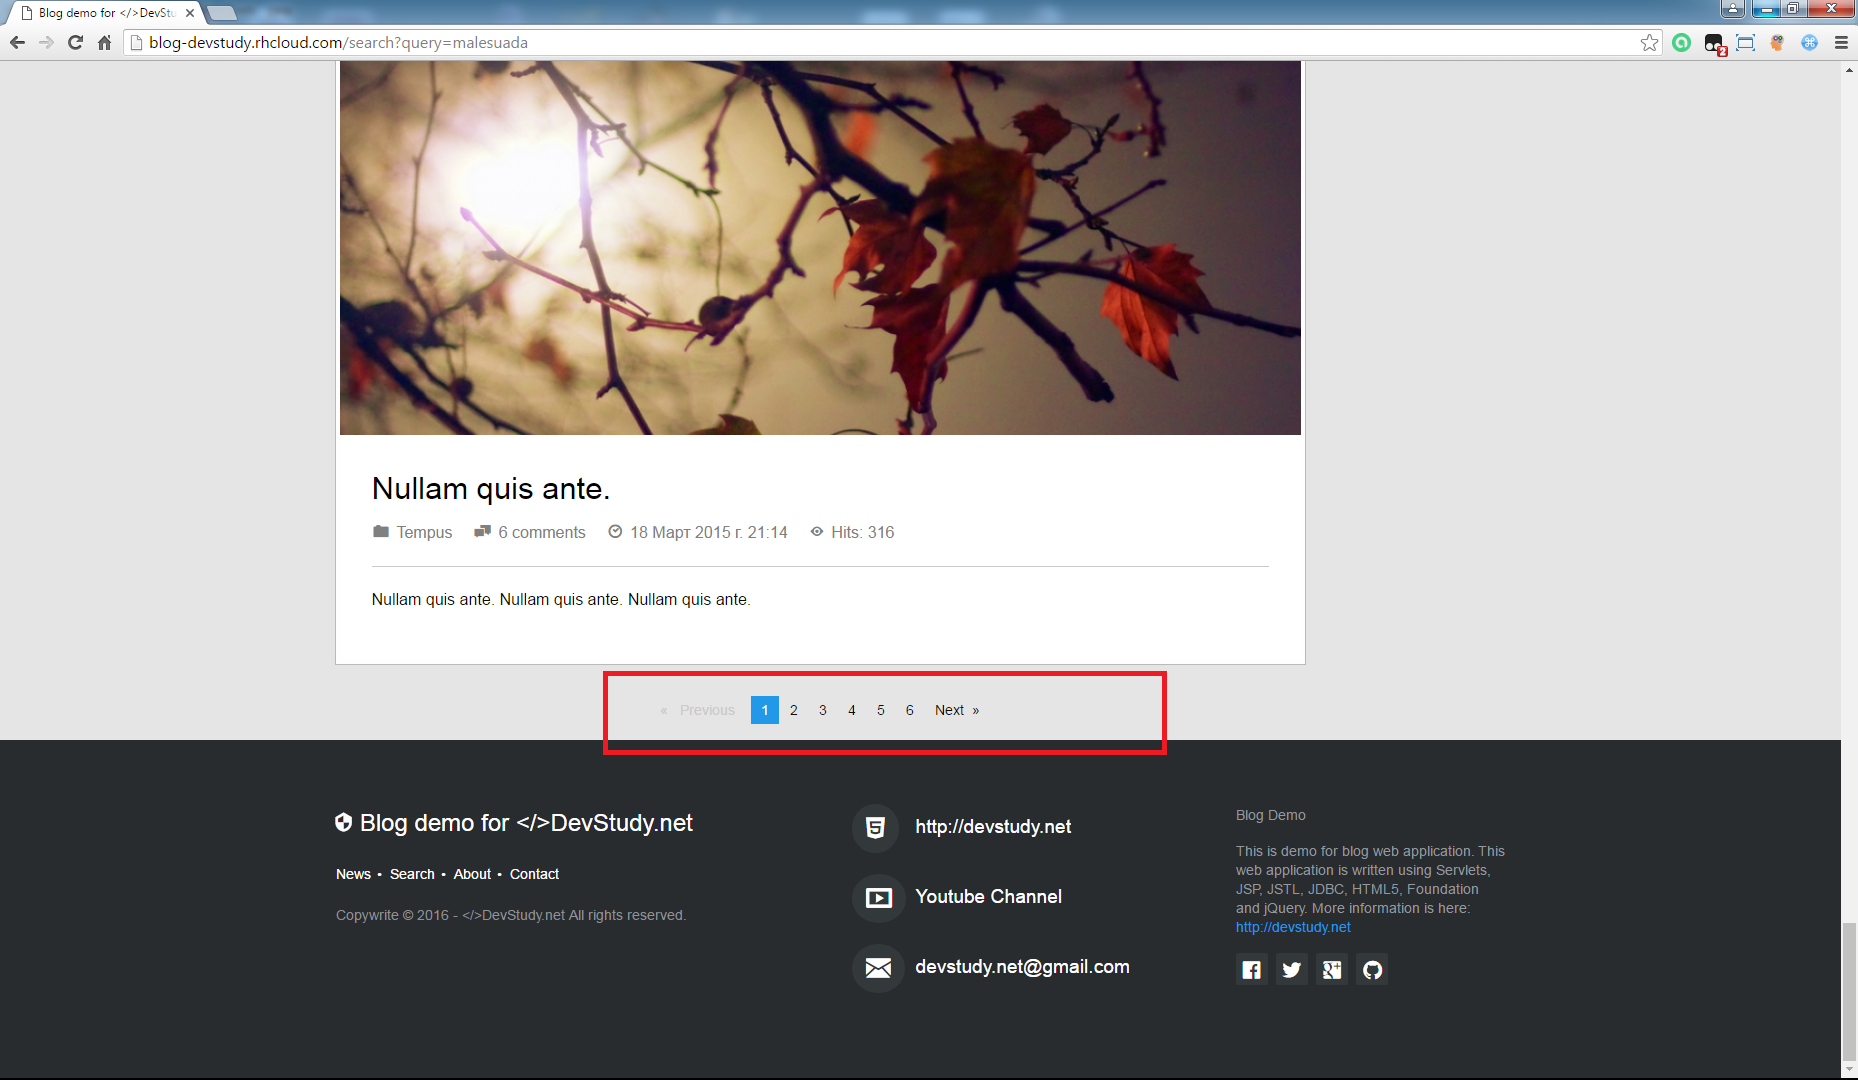 Blog demo for </>DevStu
blog-devstudy.rhcloud.com/search?query=malesuada
2
Nullam quis ante.
Tempus 6 comments 18 Март 2015 г. 21:14 Hits: 316
Nullam quis ante. Nullam quis ante. Nullam quis ante.
« Previous 1 2 3 4 5 6 Next »
Blog demo for </>DevStudy.net
News • Search • About • Contact
Copywrite © 2016 - </>DevStudy.net All rights reserved.
http://devstudy.net
Youtube Channel
devstudy.net@gmail.com
Blog Demo
This is demo for blog web application. This
web application is written using Servlets,
JSP, JSTL, JDBC, HTML5, Foundation
and jQuery. More information is here:
http://devstudy.net